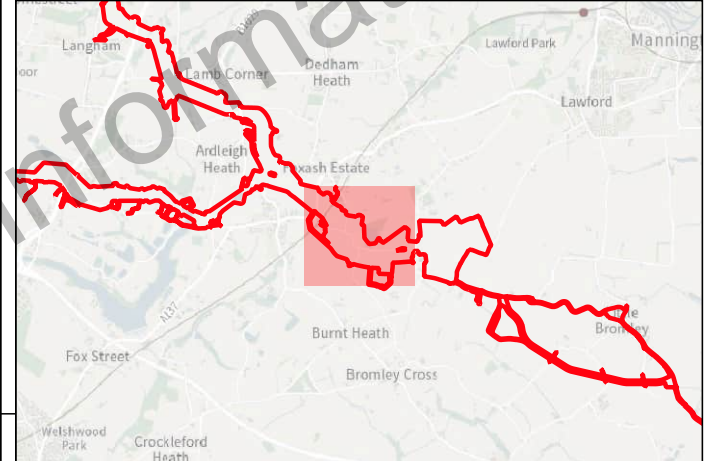 Langham
Lamb Corner
Dedham
Heath
Lawford Park
Manning
Lawford
Ardleigh
Heath
Foxash Estate
informa
A137
Burnt Heath
Bromley
Fox Street
Bromley Cross
Welshwood
Park
Crockleford
Heath